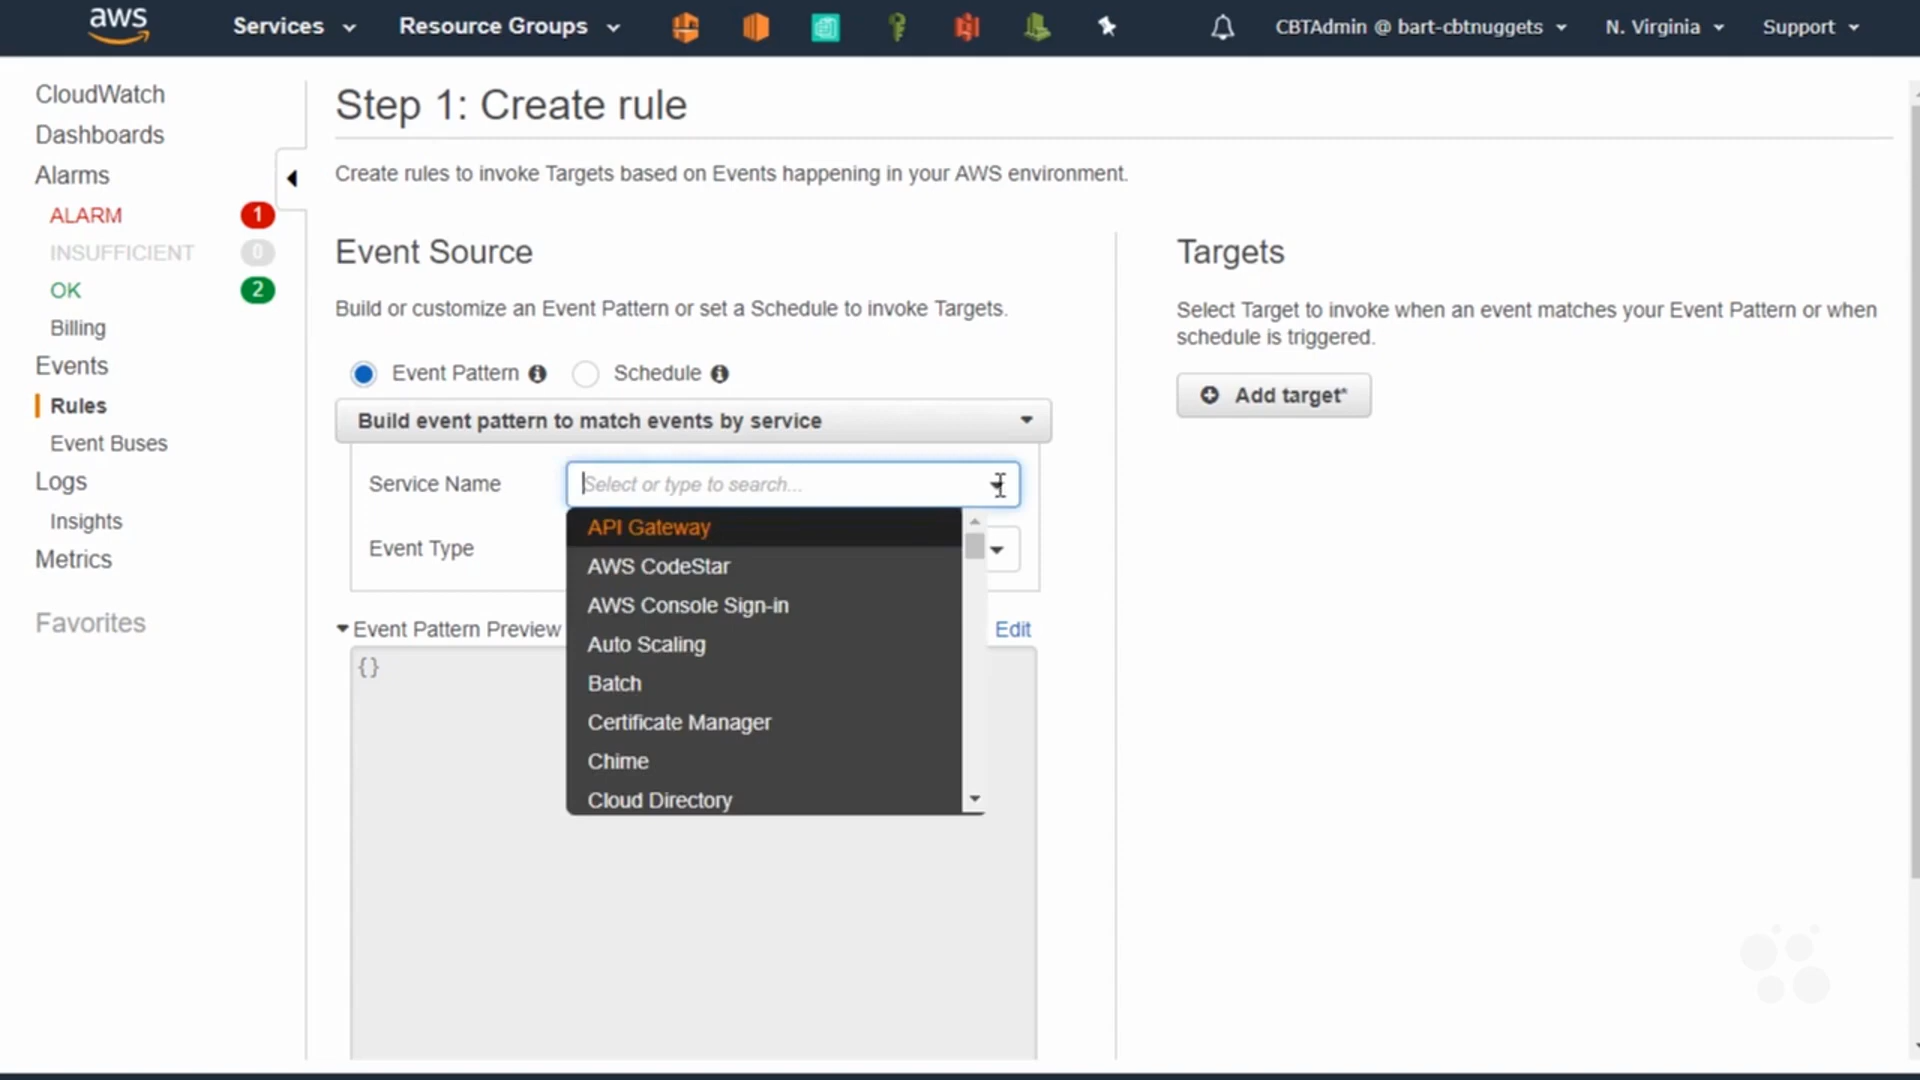 aws Services Resource Groups CBTAdmin @ bart-cbtnuggets N. Virginia Support
CloudWatch
Dashboards
Alarms
ALARM 1
INSUFFICIENT 0
OK 2
Billing
Events
Rules
Event Buses
Logs
Insights
Metrics
Favorites
Step 1: Create rule
Create rules to invoke Targets based on Events happening in your AWS environment.
Event Source
Build or customize an Event Pattern or set a Schedule to invoke Targets.
Event Pattern Schedule
Build event pattern to match events by service
Service Name Select or type to search...
API Gateway
AWS CodeStar
AWS Console Sign-in
Auto Scaling
Batch
Certificate Manager
Chime
Cloud Directory
Event Type
Event Pattern Preview Edit
{}
Targets
Select Target to invoke when an event matches your Event Pattern or when
schedule is triggered.
Add target*